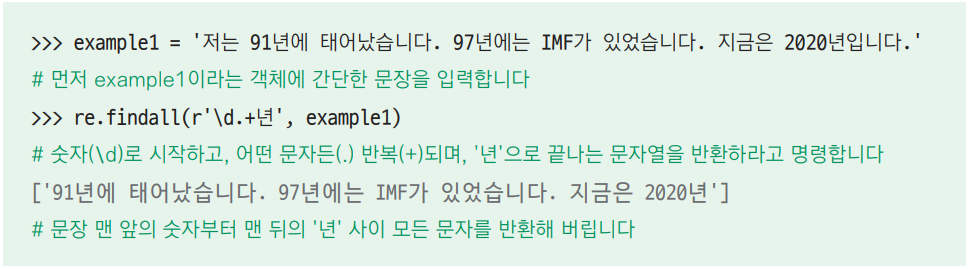 >>> example1 = '저는 91년에 태어났습니다. 97년에는 IMF가 있었습니다. 지금은 2020년입니다.'
# 먼저 example1이라는 객체에 간단한 문장을 입력합니다
>>> re.findall(r'\d.+년', example1)
# 숫자(\d)로 시작하고, 어떤 문자든(.) 반복(+)되며, '년'으로 끝나는 문자열을 반환하라고 명령합니다
['91년에 태어났습니다. 97년에는 IMF가 있었습니다. 지금은 2020년']
# 문장 맨 앞의 숫자부터 맨 뒤의 '년' 사이 모든 문자를 반환해 버립니다